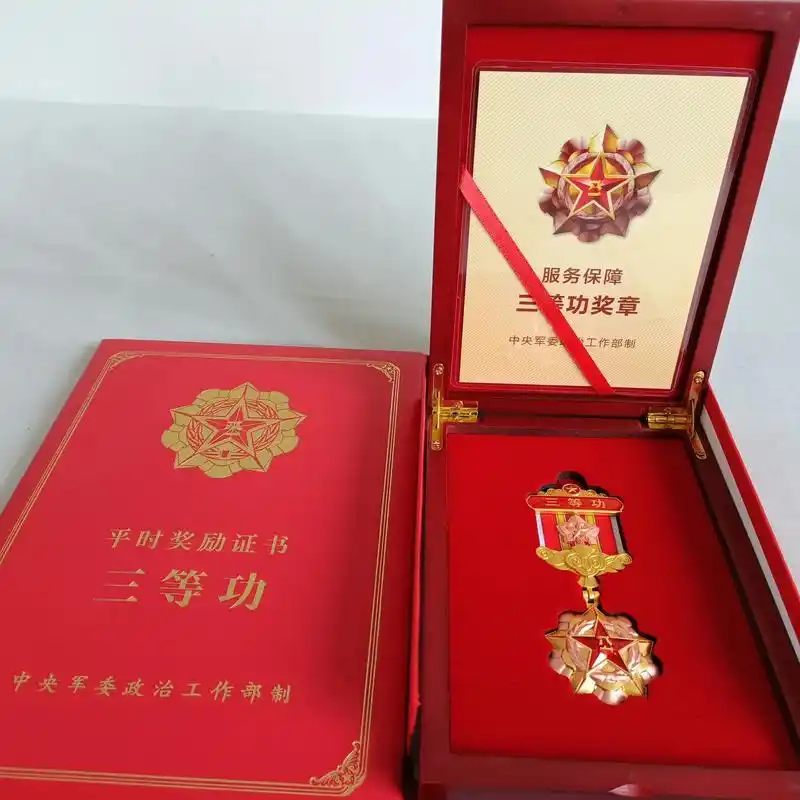 平时奖励证书
三等功
中央军委政治工作部制
服务保障
三等功奖章
中央军委政治工作部制
三等功